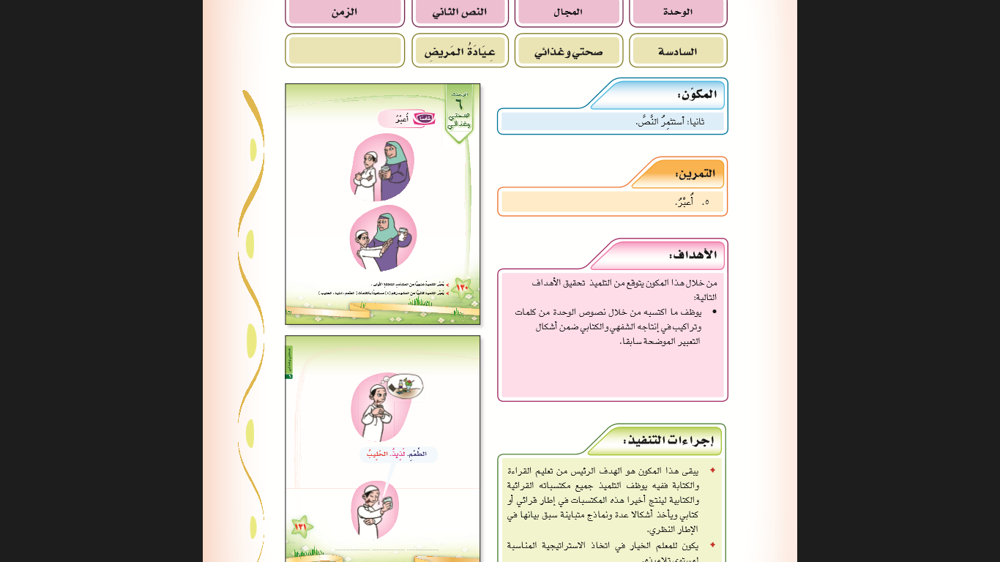 الوحدة
المجال
النص الثاني
الزمن
السادسة
صحتي وغذائي
عِيَادَةُ المَريضِ
المكوّن:
ثانيا: أستثمِرُ النَّصَّ.
التمرين:
٥. أُعبّرُ.
الأهداف:
من خلال هذا المكون يتوقع من التلميذ تحقيق الأهداف
التالية:
• يوظف ما اكتسبه من خلال نصوص الوحدة من كلمات
وتراكيب في إنتاجه الشفهي والكتابي ضمن أشكال
التعبير الموضحة سابقا.
إجراءات التنفيذ:
يبقى هذا المكون هو الهدف الرئيس من تعليم القراءة
والكتابة ففيه يوظف التلميذ جميع مكتسباته القرائية
والكتابية لينتج أخيرا هذه المكتسبات في إطار قرائي أو
كتابي ويأخذ أشكالا عدة ونماذج متباينة سبق بيانها في
الإطار النظري.
يكون للمعلم الخيار في اتخاذ الاستراتيجية المناسبة
الوحدة
٦
صحتي
وغذائي
خامسًا
أُعبّرُ
١٣٠
الطَّعْمِ. لَذِيذُ. الحَلِيبُ
١٣١